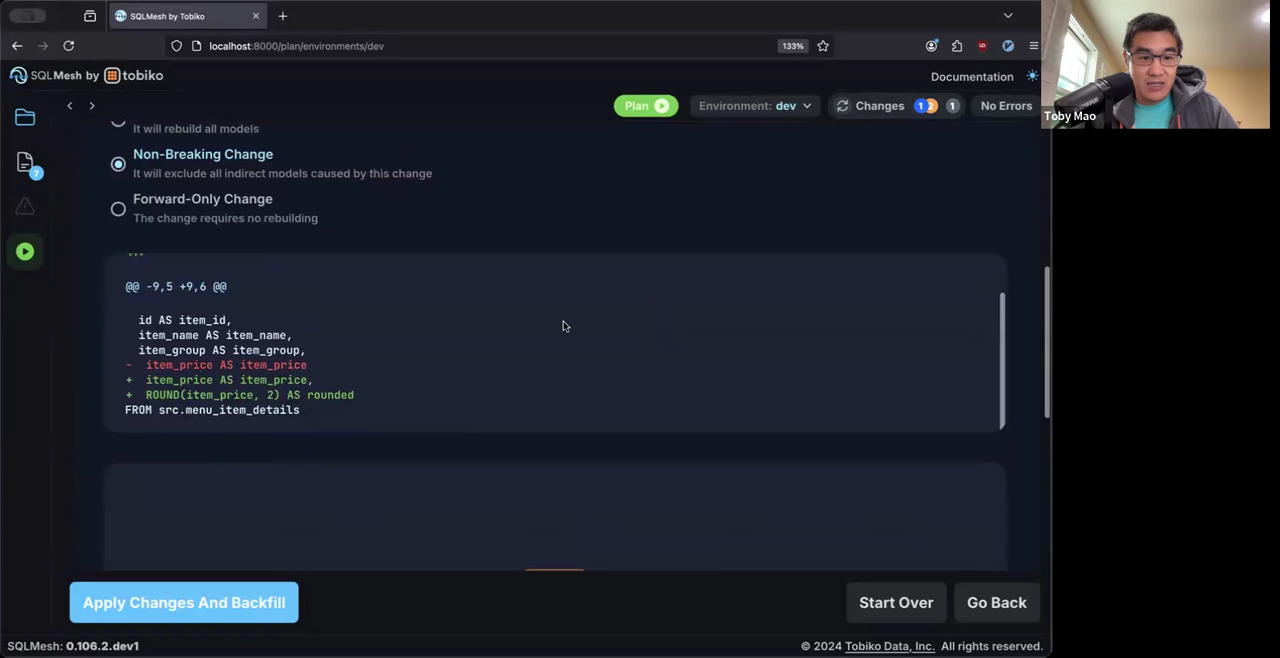 SQLMesh by Tobiko
localhost:8000/plan/environments/dev
133%
SQLMesh by tobiko
Documentation
Plan
Environment: dev
Changes 1 2 1
No Errors
Toby Mao
It will rebuild all models
7
Non-Breaking Change
It will exclude all indirect models caused by this change
Forward-Only Change
The change requires no rebuilding
@@ -9,5 +9,6 @@
id AS item_id,
item_name AS item_name,
item_group AS item_group,
- item_price AS item_price
+ item_price AS item_price,
+ ROUND(item_price, 2) AS rounded
FROM src.menu_item_details
Apply Changes And Backfill
Start Over
Go Back
SQLMesh: 0.106.2.dev1
© 2024 Tobiko Data, Inc. All rights reserved.